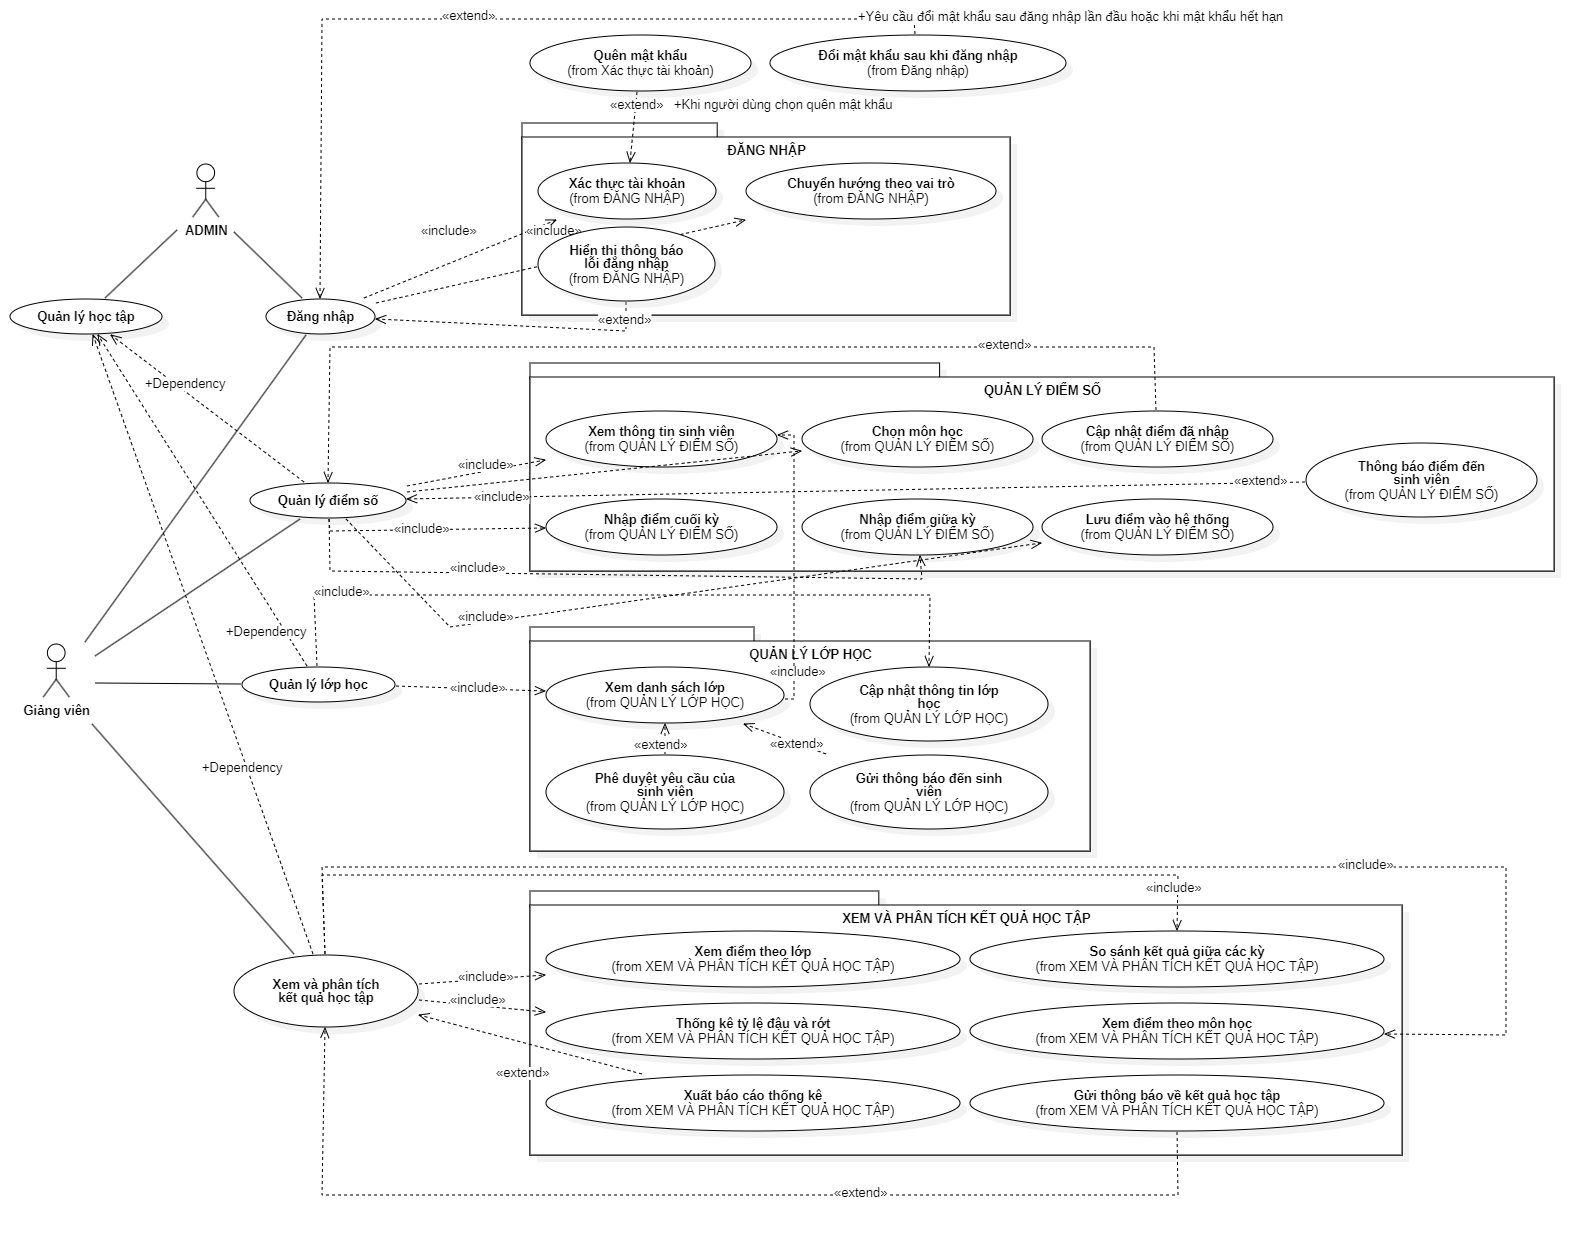 «extend»
+Yêu cầu đổi mật khẩu sau đăng nhập lần đầu hoặc khi mật khẩu hết hạn
Quên mật khẩu
(from Xác thực tài khoản)
Đổi mật khẩu sau khi đăng nhập
(from Đăng nhập)
«extend»
+Khi người dùng chọn quên mật khẩu
ĐĂNG NHẬP
Xác thực tài khoản
(from ĐĂNG NHẬP)
Chuyển hướng theo vai trò
(from ĐĂNG NHẬP)
ADMIN
«include»
«include»
Hiển thị thông báo
lỗi đăng nhập
(from ĐĂNG NHẬP)
Quản lý học tập
Đăng nhập
«extend»
«extend»
+Dependency
QUẢN LÝ ĐIỂM SỐ
Xem thông tin sinh viên
(from QUẢN LÝ ĐIỂM SỐ)
Chọn môn học
(from QUẢN LÝ ĐIỂM SỐ)
Cập nhật điểm đã nhập
(from QUẢN LÝ ĐIỂM SỐ)
«include»
Thông báo điểm đến
sinh viên
(from QUẢN LÝ ĐIỂM SỐ)
«extend»
Quản lý điểm số
«include»
«include»
Nhập điểm cuối kỳ
(from QUẢN LÝ ĐIỂM SỐ)
Nhập điểm giữa kỳ
(from QUẢN LÝ ĐIỂM SỐ)
Lưu điểm vào hệ thống
(from QUẢN LÝ ĐIỂM SỐ)
«include»
«include»
«include»
+Dependency
QUẢN LÝ LỚP HỌC
«include»
Quản lý lớp học
«include»
Xem danh sách lớp
(from QUẢN LÝ LỚP HỌC)
Cập nhật thông tin lớp
học
(from QUẢN LÝ LỚP HỌC)
Giảng viên
«extend»
«extend»
+Dependency
Phê duyệt yêu cầu của
sinh viên
(from QUẢN LÝ LỚP HỌC)
Gửi thông báo đến sinh
viên
(from QUẢN LÝ LỚP HỌC)
«include»
«include»
XEM VÀ PHÂN TÍCH KẾT QUẢ HỌC TẬP
Xem điểm theo lớp
(from XEM VÀ PHÂN TÍCH KẾT QUẢ HỌC TẬP)
So sánh kết quả giữa các kỳ
(from XEM VÀ PHÂN TÍCH KẾT QUẢ HỌC TẬP)
Xem và phân tích
kết quả học tập
«include»
«include»
Thống kê tỷ lệ đậu và rớt
(from XEM VÀ PHÂN TÍCH KẾT QUẢ HỌC TẬP)
Xem điểm theo môn học
(from XEM VÀ PHÂN TÍCH KẾT QUẢ HỌC TẬP)
«extend»
Xuất báo cáo thống kê
(from XEM VÀ PHÂN TÍCH KẾT QUẢ HỌC TẬP)
Gửi thông báo về kết quả học tập
(from XEM VÀ PHÂN TÍCH KẾT QUẢ HỌC TẬP)
«extend»